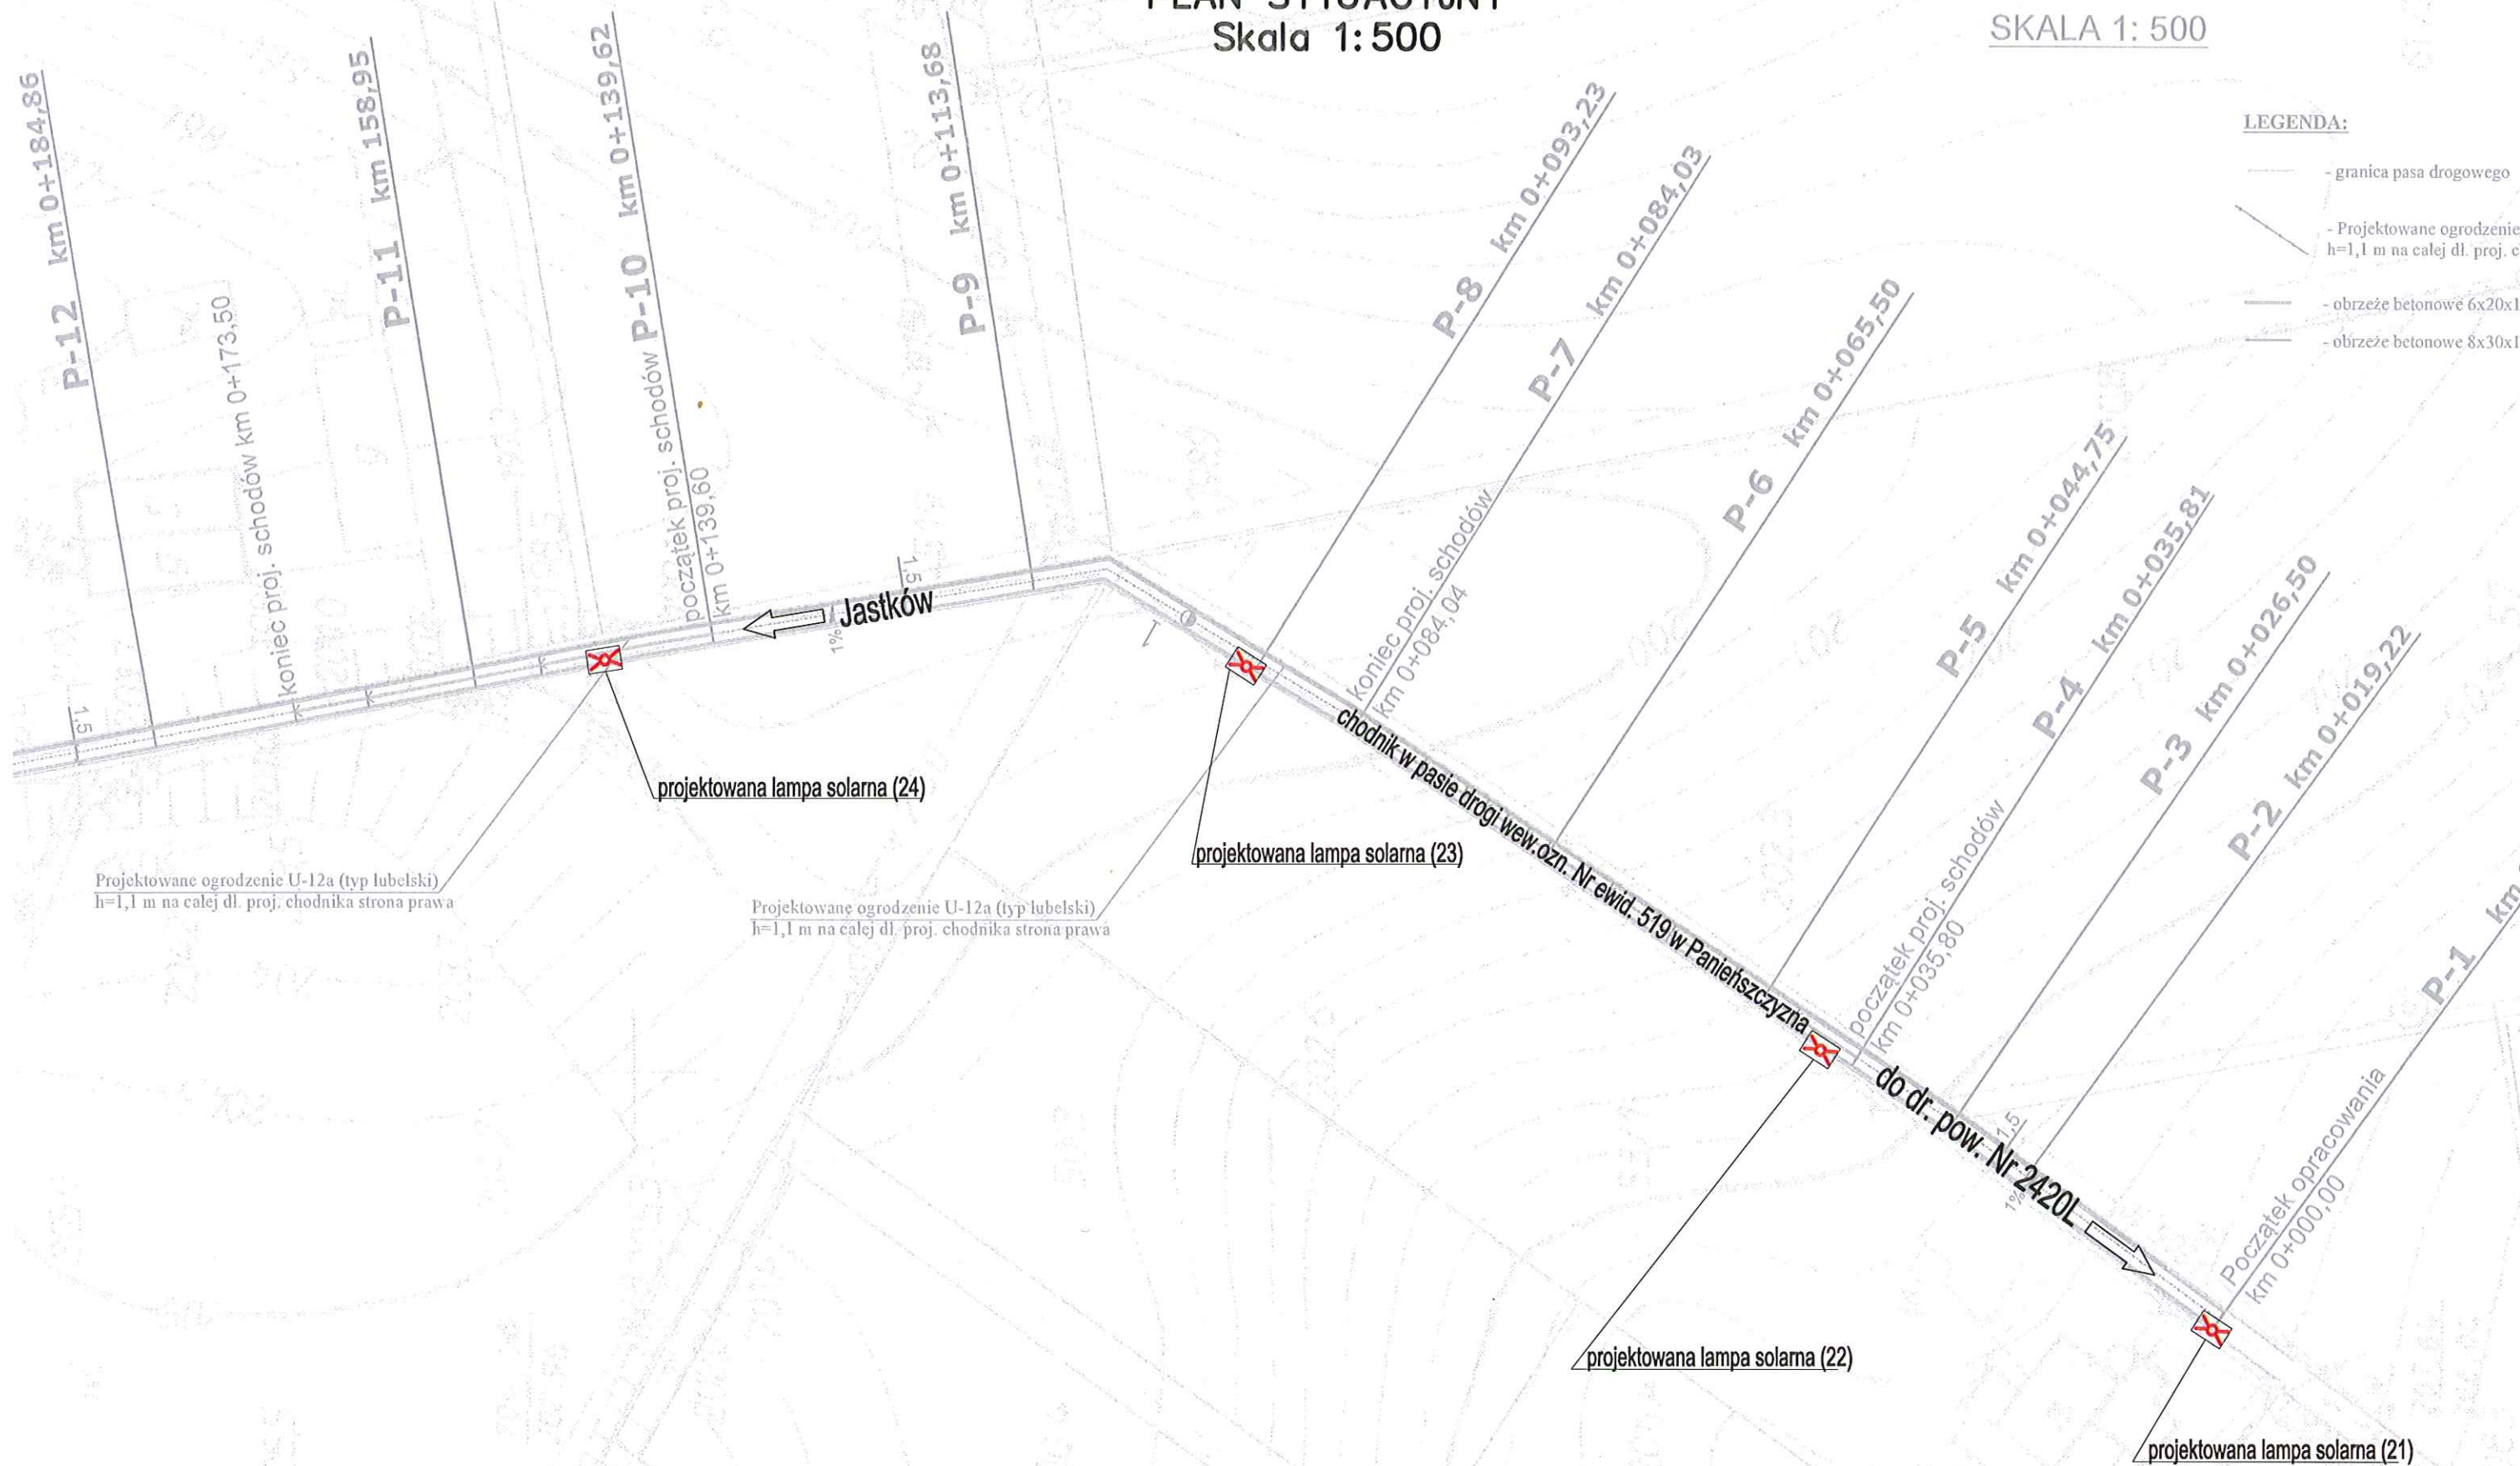 PLAN SYTUACYJNY
Skala 1:500
SKALA 1: 500
LEGENDA:
- granica pasa drogowego
- Projektowane ogrodzenie
h=1,1 m na całej dł. proj. c
- obrzeże betonowe 6x20x1
- obrzeże betonowe 8x30x1
P-12 km 0+184,86
koniec proj. schodów km 0+173,50
P-11 km 158,95
P-10 km 0+139,62
początek proj. schodów
km 0+139,60
P-9 km 0+113,68
P-8 km 0+093,23
P-7 km 0+084,03
koniec proj. schodów
km 0+084,04
P-6 km 0+065,50
P-5 km 0+044,75
P-4 km 0+035,81
początek proj. schodów
km 0+035,80
P-3 km 0+026,50
P-2 km 0+019,22
P-1 km
Początek opracowania
km 0+000,00
1,5
1,5
1%
Jastków
chodnik w pasie drogi wew.ozn. Nr ewid. 519 w Panieńszczyzna
do dr. pow. Nr 2420L
1,5
1%
projektowana lampa solarna (24)
projektowana lampa solarna (23)
Projektowane ogrodzenie U-12a (typ lubelski)
h=1,1 m na całej dł. proj. chodnika strona prawa
Projektowane ogrodzenie U-12a (typ lubelski)
h=1,1 m na całej dł. proj. chodnika strona prawa
projektowana lampa solarna (22)
projektowana lampa solarna (21)